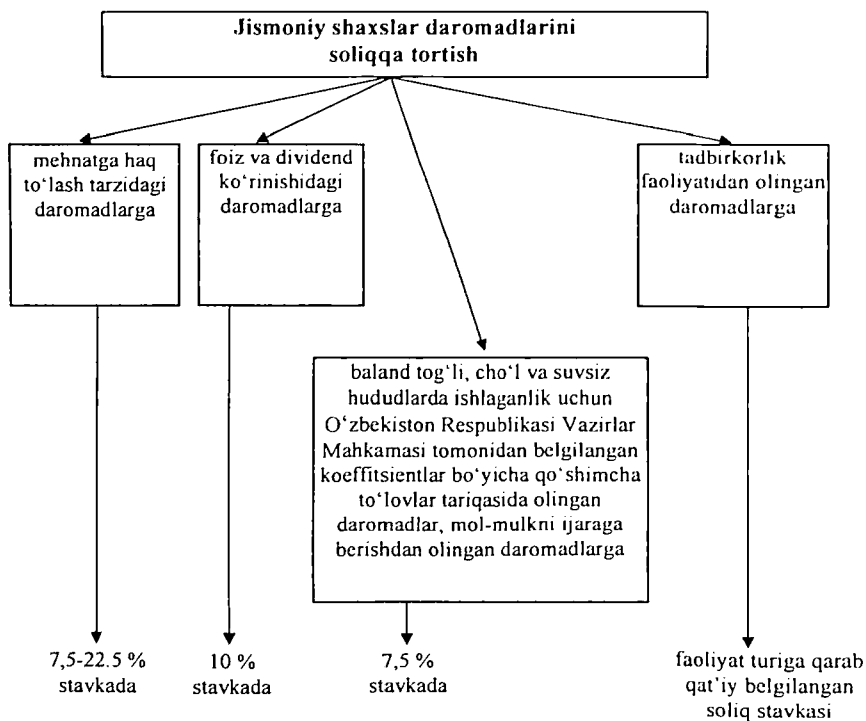 Jismoniy shaxslar daromadlarini
soliqqa tortish
mehnatga haq
to‘lash tarzidagi
daromadlarga
foiz va dividend
ko‘rinishidagi
daromadlarga
tadbirkorlik
faoliyatidan olingan
daromadlarga
baland tog‘li, cho‘l va suvsiz
hududlarda ishlaganlik uchun
O‘zbekiston Respublikasi Vazirlar
Mahkamasi tomonidan belgilangan
koeffitsientlar bo‘yicha qo‘shimcha
to‘lovlar tariqasida olingan
daromadlar, mol-mulkni ijaraga
berishdan olingan daromadlarga
7,5-22.5 %
stavkada
10 %
stavkada
7,5 %
stavkada
faoliyat turiga qarab
qat’iy belgilangan
soliq stavkasi